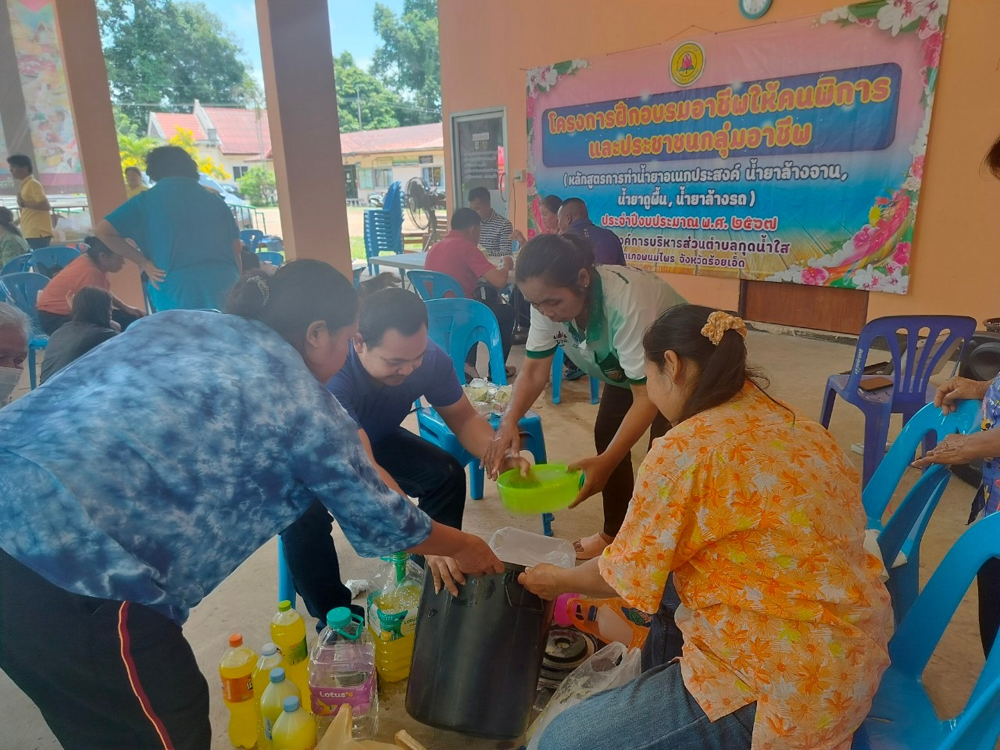 โครงการฝึกอบรมอาชีพให้คนพิการ
และประชาชนกลุ่มอาชีพ
(หลักสูตรการทำน้ำยาอเนกประสงค์ น้ำยาล้างจาน,
น้ำยาถูพื้น, น้ำยาล้างรถ)
ประจำปีงบประมาณ พ.ศ. ๒๕๖๗
งค์การบริหารส่วนตำบลกุดน้ำใส
เภอพนมไพร จังหวัดร้อยเอ็ด
Lotus's
Lotus's